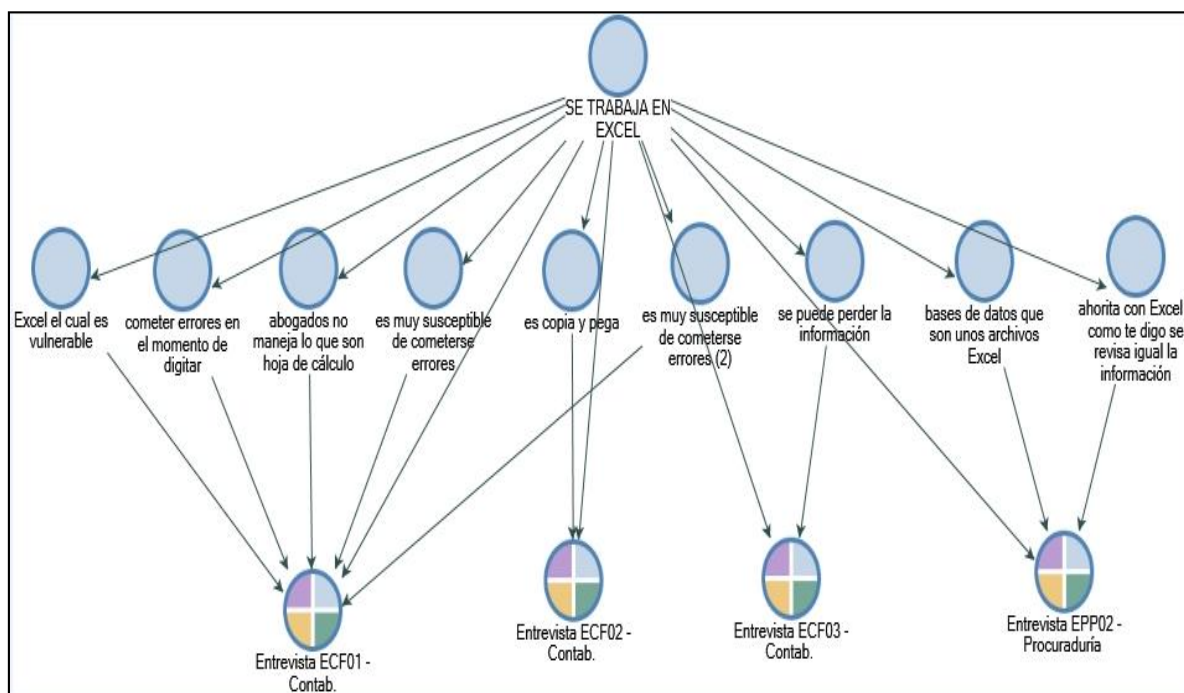 SE TRABAJA EN
EXCEL
Excel el cual es
vulnerable
cometer errores en
el momento de
digitar
abogados no
maneja lo que son
hoja de cálculo
es muy susceptible
de cometerse
errores
es copia y pega
es muy susceptible
de cometerse
errores (2)
se puede perder la
información
bases de datos que
son unos archivos
Excel
ahorita con Excel
como te digo se
revisa igual la
información
Entrevista ECF01 -
Contab.
Entrevista ECF02 -
Contab.
Entrevista ECF03 -
Contab.
Entrevista EPP02 -
Procuraduría